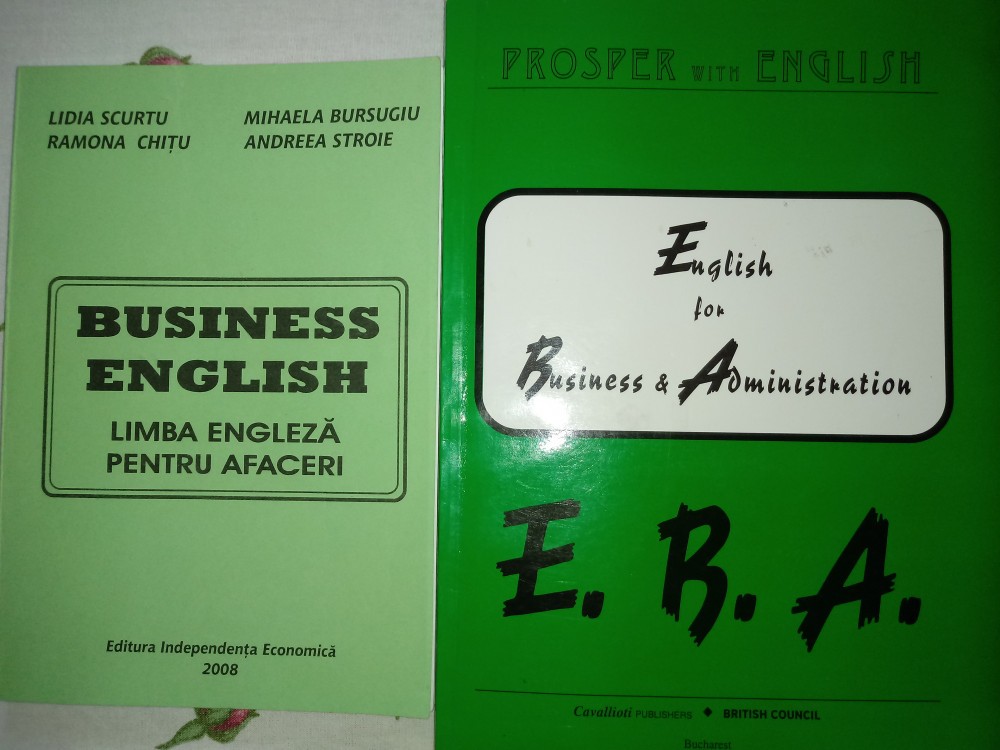 LIDIA SCURTU MIHAELA BURSUGIU
RAMONA CHIȚU ANDREEA STROIE
BUSINESS
ENGLISH
LIMBA ENGLEZĂ
PENTRU AFACERI
Editura Independența Economică
2008
PROSPER WITH ENGLISH
English
for
Business & Administration
E. B. A.
Cavallioti PUBLISHERS ♦ BRITISH COUNCIL
Bucharest